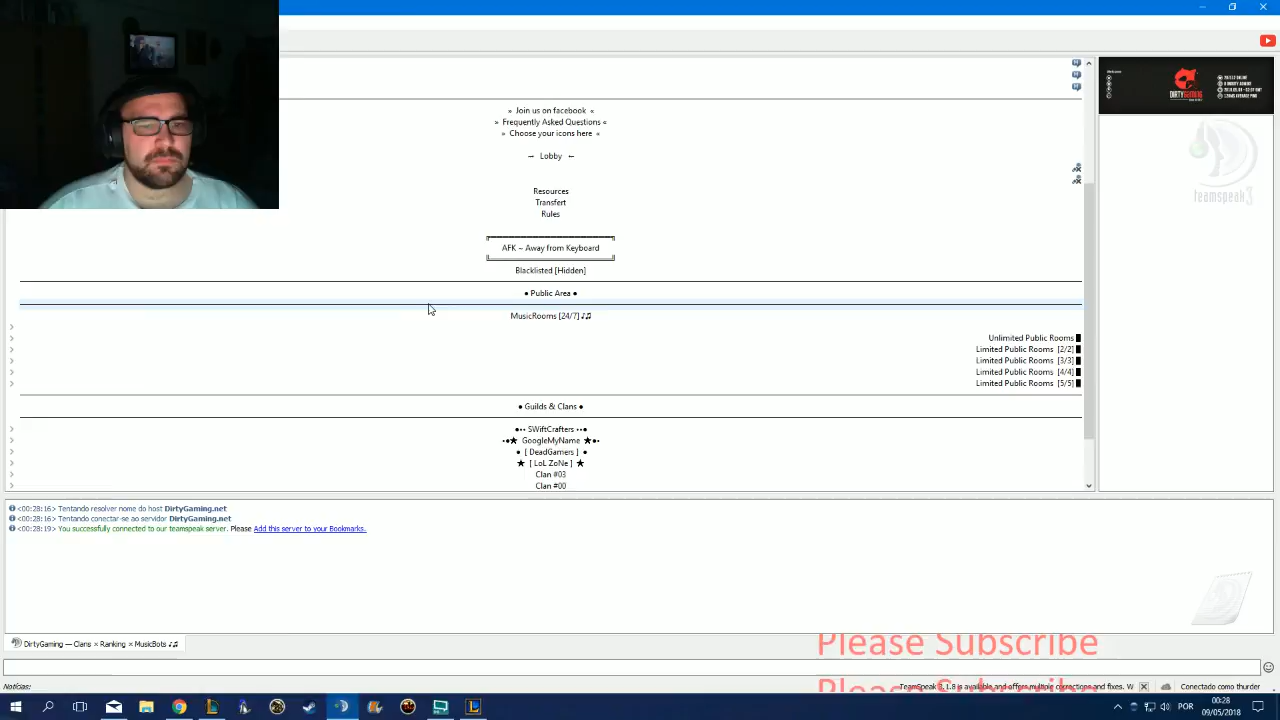 » Join us on facebook «
» Frequently Asked Questions «
» Choose your icons here «
→ Lobby ←
Resources
Transfert
Rules
AFK ~ Away from Keyboard
Blacklisted [Hidden]
● Public Area ●
MusicRooms [24/7] ♪♫
Unlimited Public Rooms
Limited Public Rooms [2/2]
Limited Public Rooms [3/3]
Limited Public Rooms [4/4]
Limited Public Rooms [5/5]
● Guilds & Clans ●
●•• SWiftCrafters ••●
•●★ GoogleMyName ★●•
● [ DeadGamers ] ●
★ [ LoL ZoNe ] ★
Clan #03
Clan #00
DIRTYGAMING
teamspeak3
<00:28:16> Tentando resolver nome do host DirtyGaming.net
<00:28:16> Tentando conectar-se ao servidor DirtyGaming.net
<00:28:19> You successfully connected to our teamspeak server. Please Add this server to your Bookmarks.
DirtyGaming — Clans × Ranking × MusicBots ♪♫
Please Subscribe
Please Subscribe
Notícias:
TeamSpeak 3.1.8 is available and offers multiple corrections and fixes. W
Conectado como thurder
POR
00:28
09/05/2018